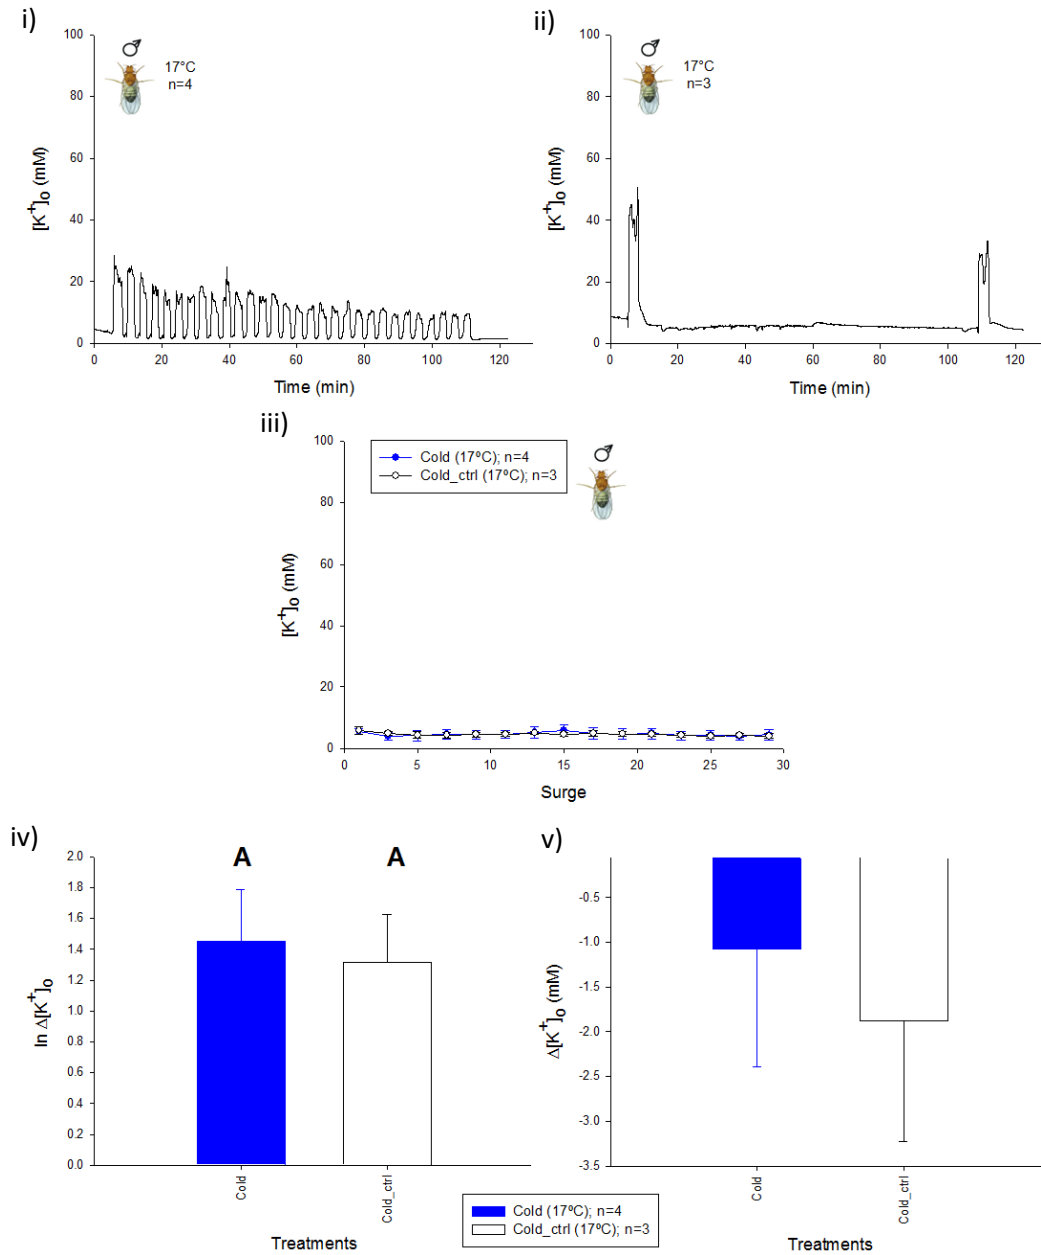 i)
100
80
60
40
20
0
[K⁺]₀ (mM)
♂
17°C
n=4
0 20 40 60 80 100 120
Time (min)
ii)
100
80
60
40
20
0
[K⁺]₀ (mM)
♂
17°C
n=3
0 20 40 60 80 100 120
Time (min)
iii)
100
80
60
40
20
0
[K⁺]₀ (mM)
Cold (17ºC); n=4
Cold_ctrl (17ºC); n=3
♂
0 5 10 15 20 25 30
Surge
iv)
2.0
1.8
1.6
1.4
1.2
1.0
0.8
0.6
0.4
0.2
0.0
ln Δ[K⁺]₀
A A
Cold Cold_ctrl
Treatments
v)
-0.5
-1.0
-1.5
-2.0
-2.5
-3.0
-3.5
Δ[K⁺]₀ (mM)
Cold Cold_ctrl
Treatments
Cold (17ºC); n=4
Cold_ctrl (17ºC); n=3